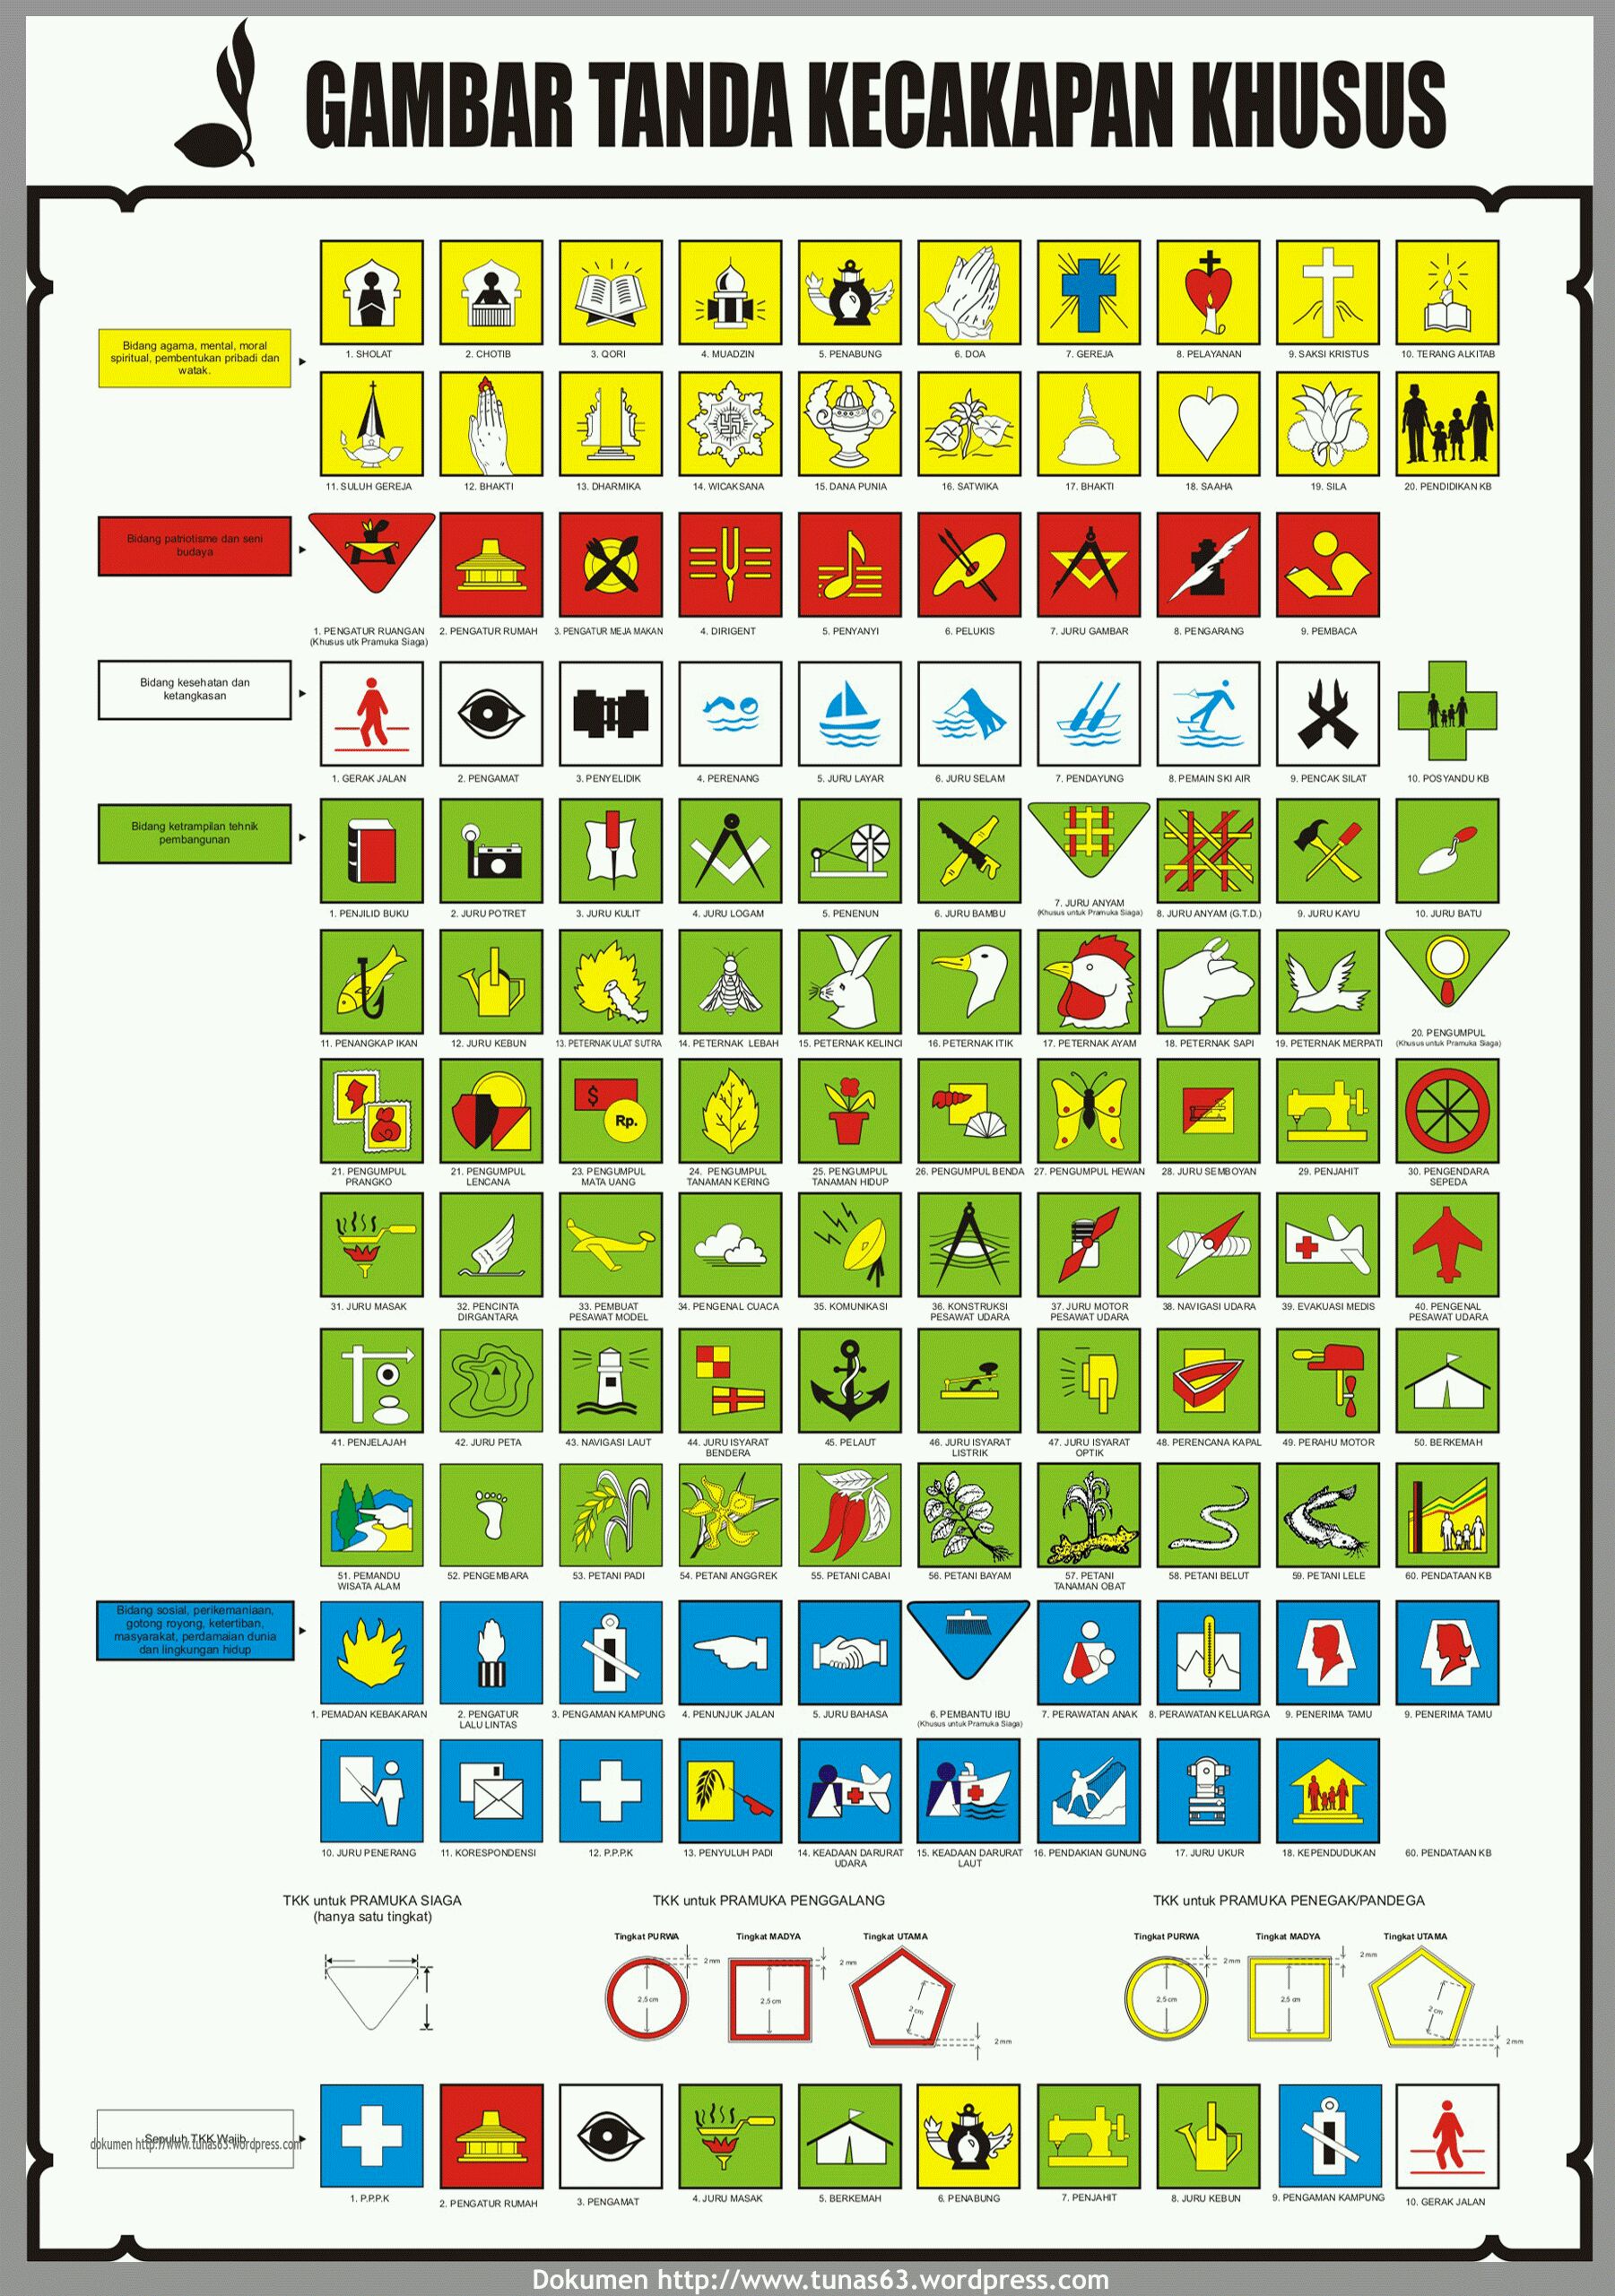 GAMBAR TANDA KECAKAPAN KHUSUS
Bidang agama, mental, moral
spiritual, pembentukan pribadi dan
watak.
1. SHOLAT
2. CHOTIB
3. QORI
4. MUADZIN
5. PENABUNG
6. DOA
7. GEREJA
8. PELAYANAN
9. SAKSI KRISTUS
10. TERANG ALKITAB
11. SULUH GEREJA
12. BHAKTI
13. DHARMIKA
14. WICAKSANA
15. DANA PUNIA
16. SATWIKA
17. BHAKTI
18. SAAHA
19. SILA
20. PENDIDIKAN KB
Bidang patriotisme dan seni
budaya
1. PENGATUR RUANGAN
(Khusus utk Pramuka Siaga)
2. PENGATUR RUMAH
3. PENGATUR MEJA MAKAN
4. DIRIGENT
5. PENYANYI
6. PELUKIS
7. JURU GAMBAR
8. PENGARANG
9. PEMBACA
Bidang kesehatan dan
ketangkasan
1. GERAK JALAN
2. PENGAMAT
3. PENYELIDIK
4. PERENANG
5. JURU LAYAR
6. JURU SELAM
7. PENDAYUNG
8. PEMAIN SKI AIR
9. PENCAK SILAT
10. POSYANDU KB
Bidang ketrampilan tehnik
pembangunan
1. PENJILID BUKU
2. JURU POTRET
3. JURU KULIT
4. JURU LOGAM
5. PENENUN
6. JURU BAMBU
7. JURU ANYAM
(Khusus untuk Pramuka Siaga)
8. JURU ANYAM (G.T.D.)
9. JURU KAYU
10. JURU BATU
11. PENANGKAP IKAN
12. JURU KEBUN
13. PETERNAK ULAT SUTRA
14. PETERNAK LEBAH
15. PETERNAK KELINCI
16. PETERNAK ITIK
17. PETERNAK AYAM
18. PETERNAK SAPI
19. PETERNAK MERPATI
20. PENGUMPUL
(Khusus untuk Pramuka Siaga)
$
Rp.
21. PENGUMPUL
PRANGKO
21. PENGUMPUL
LENCANA
23. PENGUMPUL
MATA UANG
24. PENGUMPUL
TANAMAN KERING
25. PENGUMPUL
TANAMAN HIDUP
26. PENGUMPUL BENDA
27. PENGUMPUL HEWAN
28. JURU SEMBOYAN
29. PENJAHIT
30. PENGENDARA
SEPEDA
31. JURU MASAK
32. PENCINTA
DIRGANTARA
33. PEMBUAT
PESAWAT MODEL
34. PENGENAL CUACA
35. KOMUNIKASI
36. KONSTRUKSI
PESAWAT UDARA
37. JURU MOTOR
PESAWAT UDARA
38. NAVIGASI UDARA
39. EVAKUASI MEDIS
40. PENGENAL
PESAWAT UDARA
41. PENJELAJAH
42. JURU PETA
43. NAVIGASI LAUT
44. JURU ISYARAT
BENDERA
45. PELAUT
46. JURU ISYARAT
LISTRIK
47. JURU ISYARAT
OPTIK
48. PERENCANA KAPAL
49. PERAHU MOTOR
50. BERKEMAH
51. PEMANDU
WISATA ALAM
52. PENGEMBARA
53. PETANI PADI
54. PETANI ANGGREK
55. PETANI CABAI
56. PETANI BAYAM
57. PETANI
TANAMAN OBAT
58. PETANI BELUT
59. PETANI LELE
60. PENDATAAN KB
Bidang sosial, perikemaniaan,
gotong royong, ketertiban,
masyarakat, perdamaian dunia
dan lingkungan hidup
1. PEMADAN KEBAKARAN
2. PENGATUR
LALU LINTAS
3. PENGAMAN KAMPUNG
4. PENUNJUK JALAN
5. JURU BAHASA
6. PEMBANTU IBU
(Khusus untuk Pramuka Siaga)
7. PERAWATAN ANAK
8. PERAWATAN KELUARGA
9. PENERIMA TAMU
9. PENERIMA TAMU
10. JURU PENERANG
11. KORESPONDENSI
12. P.P.P.K
13. PENYULUH PADI
14. KEADAAN DARURAT
UDARA
15. KEADAAN DARURAT
LAUT
16. PENDAKIAN GUNUNG
17. JURU UKUR
18. KEPENDUDUKAN
60. PENDATAAN KB
TKK untuk PRAMUKA SIAGA
(hanya satu tingkat)
TKK untuk PRAMUKA PENGGALANG
Tingkat PURWA
2,5 cm
2 mm
Tingkat MADYA
2,5 cm
2 mm
Tingkat UTAMA
2 cm
2 mm
TKK untuk PRAMUKA PENEGAK/PANDEGA
Tingkat PURWA
2,5 cm
2 mm
Tingkat MADYA
2,5 cm
2 mm
Tingkat UTAMA
2 cm
2 mm
Sepuluh TKK Wajib
dokumen http://www.tunas63.wordpress.com
1. P.P.P.K
2. PENGATUR RUMAH
3. PENGAMAT
4. JURU MASAK
5. BERKEMAH
6. PENABUNG
7. PENJAHIT
8. JURU KEBUN
9. PENGAMAN KAMPUNG
10. GERAK JALAN
Dokumen http://www.tunas63.wordpress.com